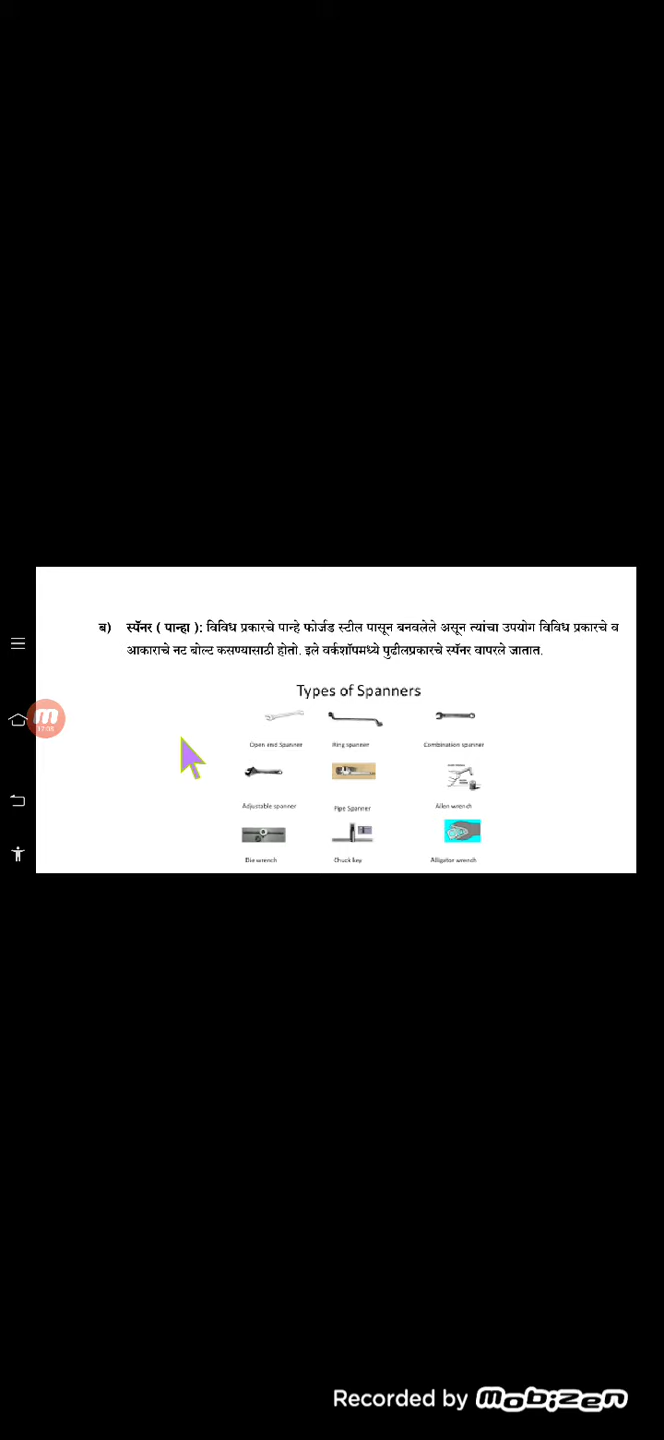 ब) स्पॅनर ( पान्हा ): विविध प्रकारचे पान्हे फोर्जड स्टील पासून बनवलेले असून त्यांचा उपयोग विविध प्रकारचे व
आकाराचे नट बोल्ट कसण्यासाठी होतो. इले वर्कशॉपमध्ये पुढीलप्रकारचे स्पॅनर वापरले जातात.
Types of Spanners
Open end Spanner Ring spanner Combination spanner
Adjustable spanner Pipe Spanner Allen wrench
Die wrench Chuck key Alligator wrench
Recorded by mobizen